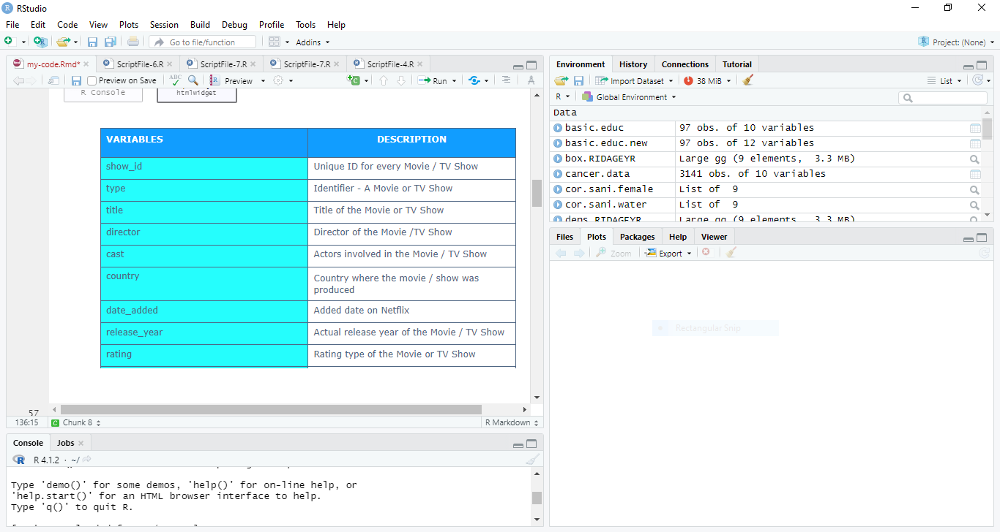 RStudio
File Edit Code View Plots Session Build Debug Profile Tools Help
Go to file/function Addins Project: (None)
my-code.Rmd* ScriptFile-6.R ScriptFile-7.R ScriptFile-7.R ScriptFile-4.R
Preview on Save ABC Preview Run
R Console htmlwidget
VARIABLES DESCRIPTION
show_id Unique ID for every Movie / TV Show
type Identifier - A Movie or TV Show
title Title of the Movie or TV Show
director Director of the Movie /TV Show
cast Actors involved in the Movie / TV Show
country Country where the movie / show was
produced
date_added Added date on Netflix
release_year Actual release year of the Movie / TV Show
rating Rating type of the Movie or TV Show
57
136:15 C Chunk 8 R Markdown
Console Jobs
R 4.1.2 · ~/
Type 'demo()' for some demos, 'help()' for on-line help, or
'help.start()' for an HTML browser interface to help.
Type 'q()' to quit R.
Environment History Connections Tutorial
Import Dataset 38 MiB List
R Global Environment
Data
basic.educ 97 obs. of 10 variables
basic.educ.new 97 obs. of 12 variables
box.RIDAGEYR Large gg (9 elements, 3.3 MB)
cancer.data 3141 obs. of 10 variables
cor.sani.female List of 9
cor.sani.water List of 9
dens.RIDAGEYR Large gg (9 elements, 3.3 MB)
Files Plots Packages Help Viewer
Zoom Export
Rectangular Snip